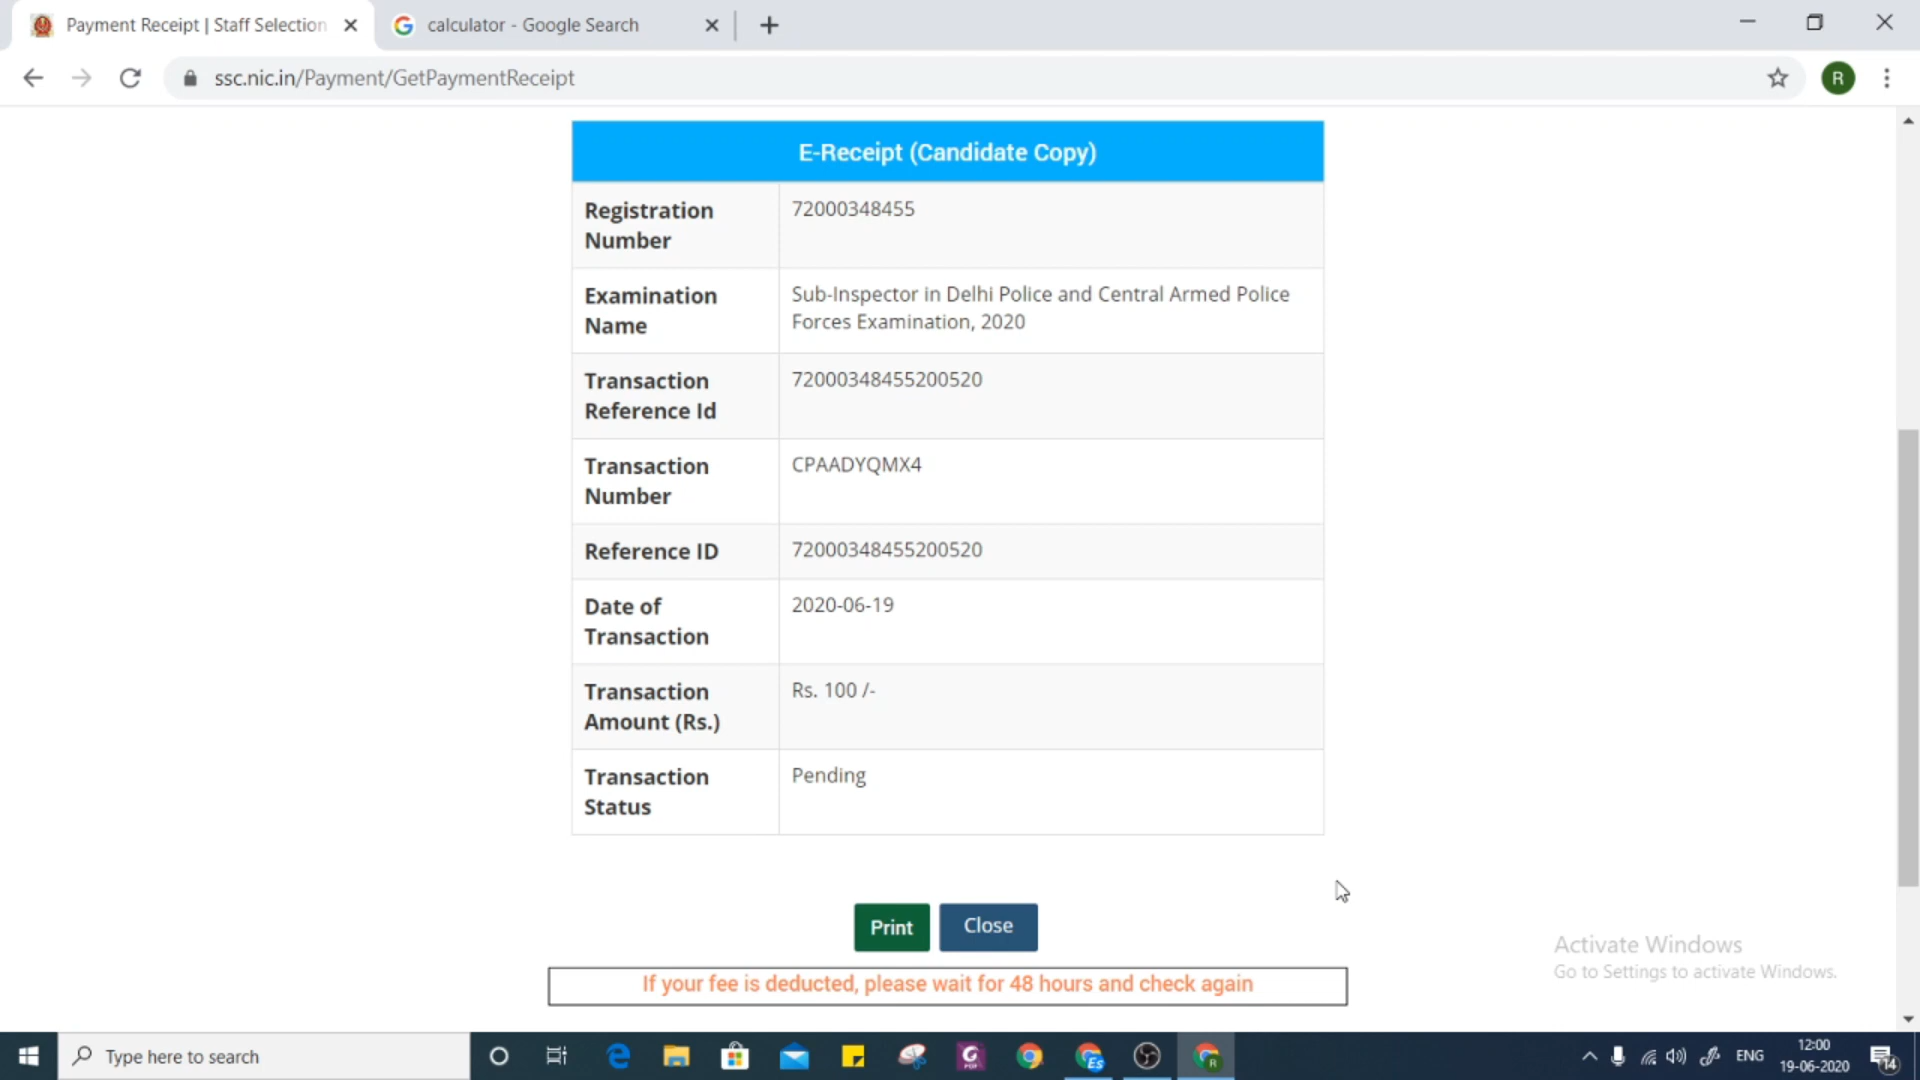 Payment Receipt | Staff Selection
calculator - Google Search
ssc.nic.in/Payment/GetPaymentReceipt
R
E-Receipt (Candidate Copy)
Registration Number
72000348455
Examination Name
Sub-Inspector in Delhi Police and Central Armed Police
Forces Examination, 2020
Transaction Reference Id
72000348455200520
Transaction Number
CPAADYQMX4
Reference ID
72000348455200520
Date of Transaction
2020-06-19
Transaction Amount (Rs.)
Rs. 100 /-
Transaction Status
Pending
Print
Close
If your fee is deducted, please wait for 48 hours and check again
Activate Windows
Go to Settings to activate Windows.
Type here to search
ENG
12:00
19-06-2020
14